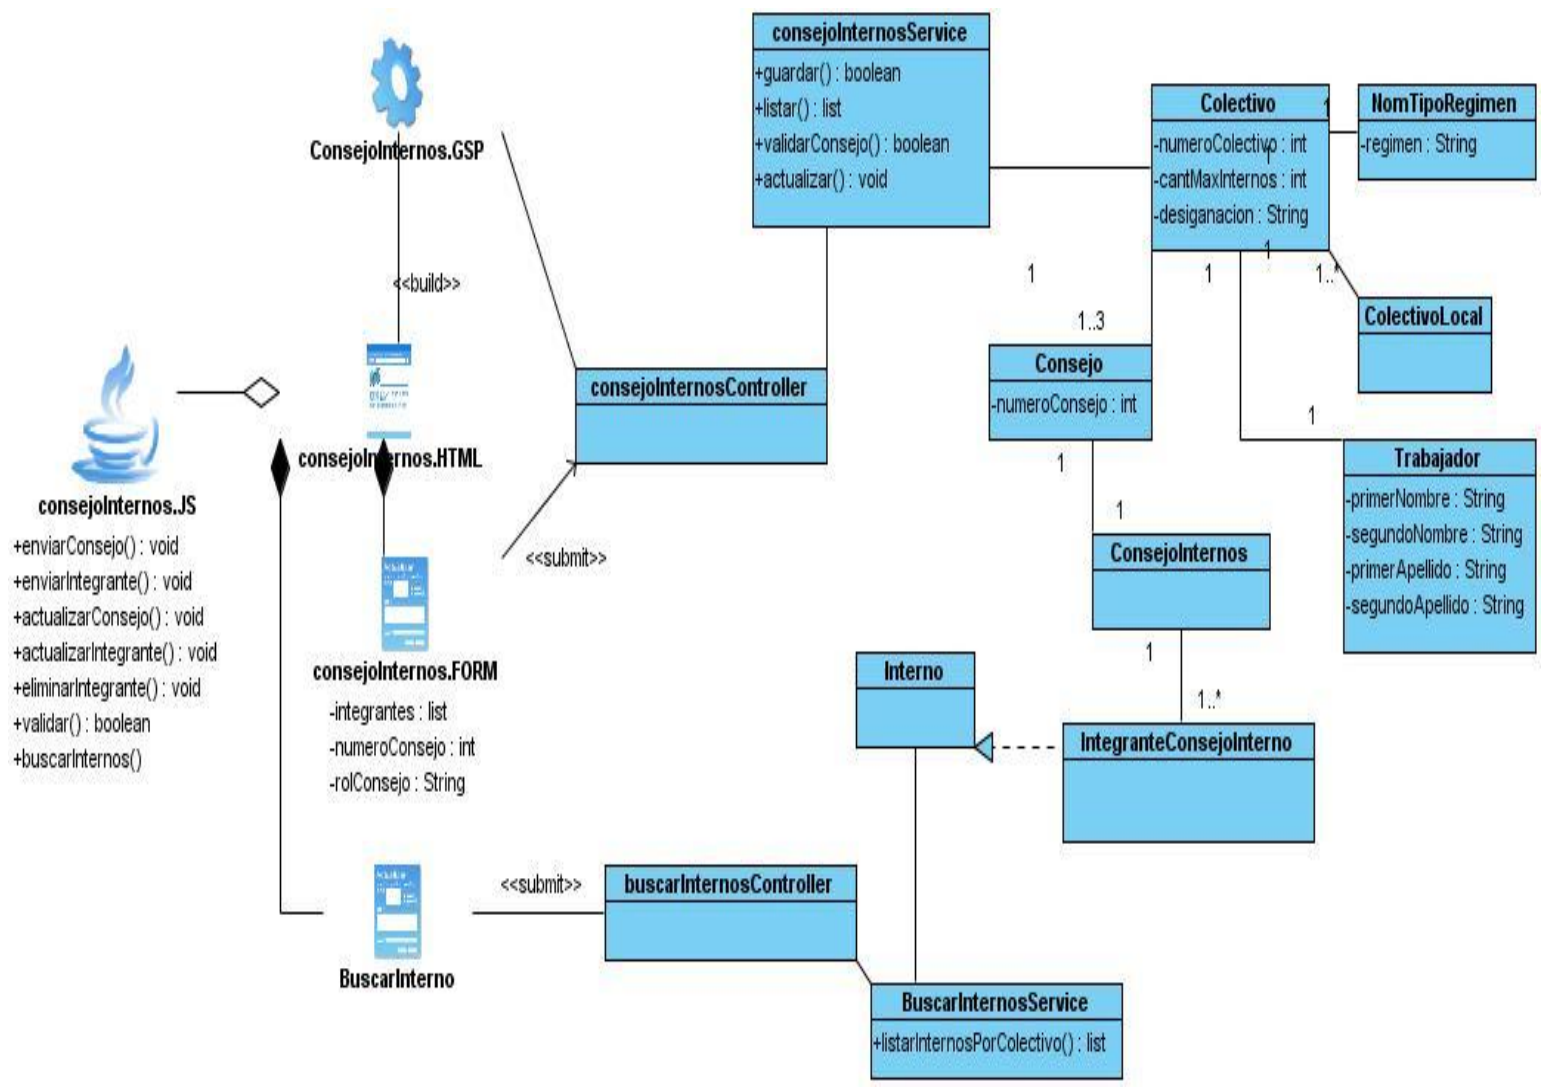 consejoInternosService
+guardar() : boolean
+listar() : list
+validarConsejo() : boolean
+actualizar() : void
ConsejoInternos.GSP
<<build>>
Colectivo
-numeroColectivo : int
-cantMaxInternos : int
-desiganacion : String
1
1
1
NomTipoRegimen
-regimen : String
1
1
1..*
1..3
ColectivoLocal
Consejo
-numeroConsejo : int
consejoInternosController
consejoInternos.HTML
consejoInternos.JS
+enviarConsejo() : void
+enviarIntegrante() : void
+actualizarConsejo() : void
+actualizarIntegrante() : void
+eliminarIntegrante() : void
+validar() : boolean
+buscarInternos()
<<submit>>
1
1
1
Trabajador
-primerNombre : String
-segundoNombre : String
-primerApellido : String
-segundoApellido : String
ConsejoInternos
1
1..*
consejoInternos.FORM
-integrantes : list
-numeroConsejo : int
-rolConsejo : String
Interno
IntegranteConsejoInterno
BuscarInterno
<<submit>>
buscarInternosController
BuscarInternosService
+listarInternosPorColectivo() : list